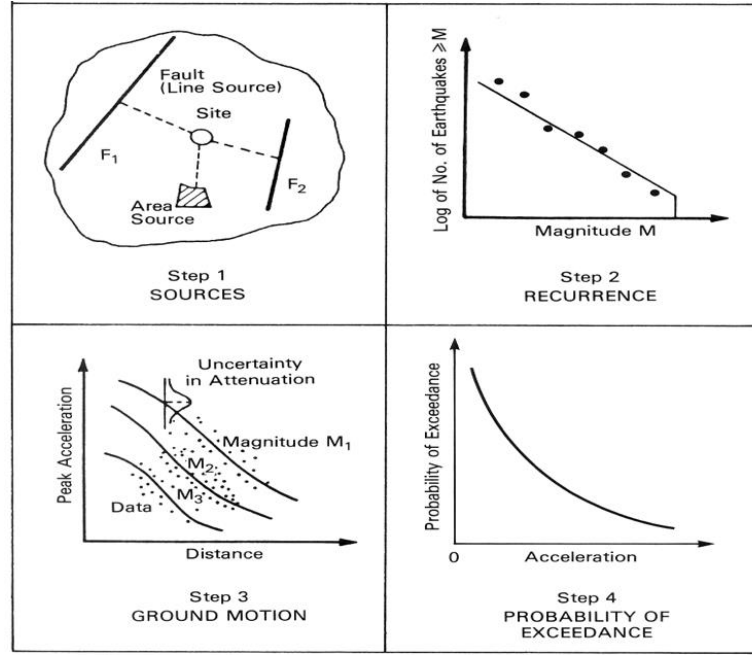 Fault
(Line Source)
Site
F1
F2
Area
Source
Step 1
SOURCES
Log of No. of Earthquakes ⩾M
Magnitude M
Step 2
RECURRENCE
Uncertainty
in Attenuation
Peak Acceleration
Magnitude M1
M2
M3
Data
Distance
Step 3
GROUND MOTION
Probability of Exceedance
0
Acceleration
Step 4
PROBABILITY OF
EXCEEDANCE